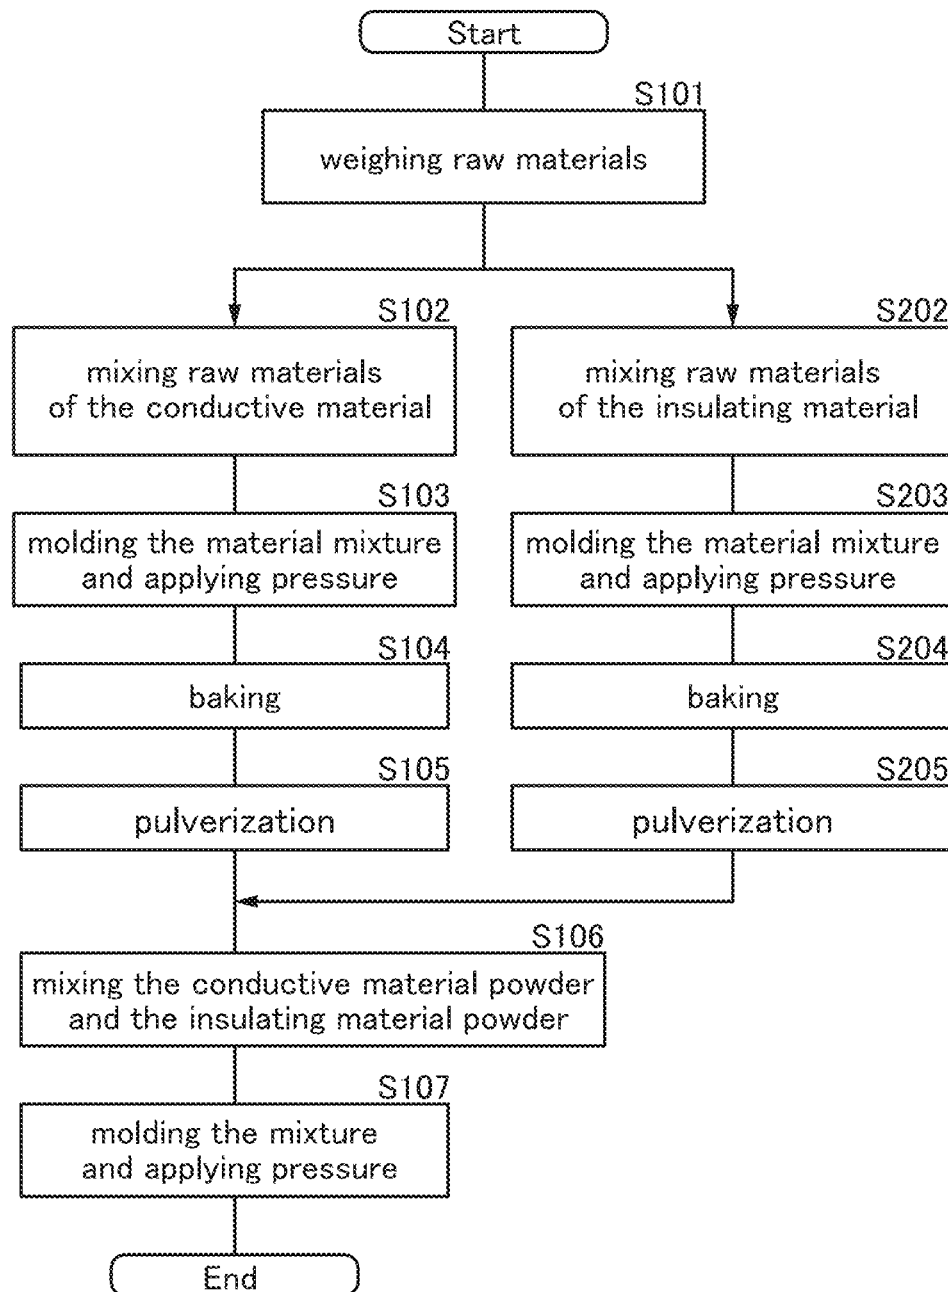 Start
S101
weighing raw materials
S102
mixing raw materials
of the conductive material
S202
mixing raw materials
of the insulating material
S103
molding the material mixture
and applying pressure
S203
molding the material mixture
and applying pressure
S104
baking
S204
baking
S105
pulverization
S205
pulverization
S106
mixing the conductive material powder
and the insulating material powder
S107
molding the mixture
and applying pressure
End